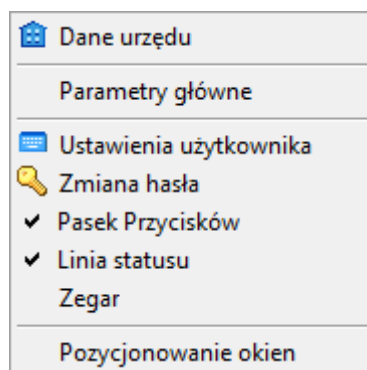 Dane urzędu
Parametry główne
Ustawienia użytkownika
Zmiana hasła
Pasek Przycisków
Linia statusu
Zegar
Pozycjonowanie okien